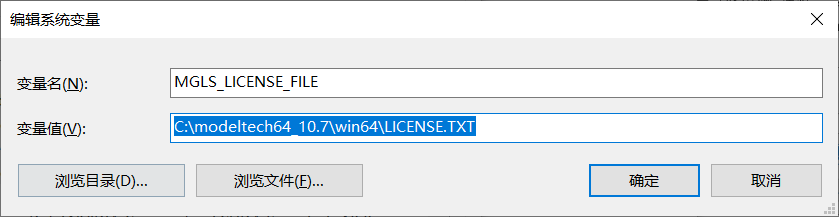 编辑系统变量
变量名(N):
MGLS_LICENSE_FILE
变量值(V):
C:\modeltech64_10.7\win64\LICENSE.TXT
浏览目录(D)...
浏览文件(F)...
确定
取消